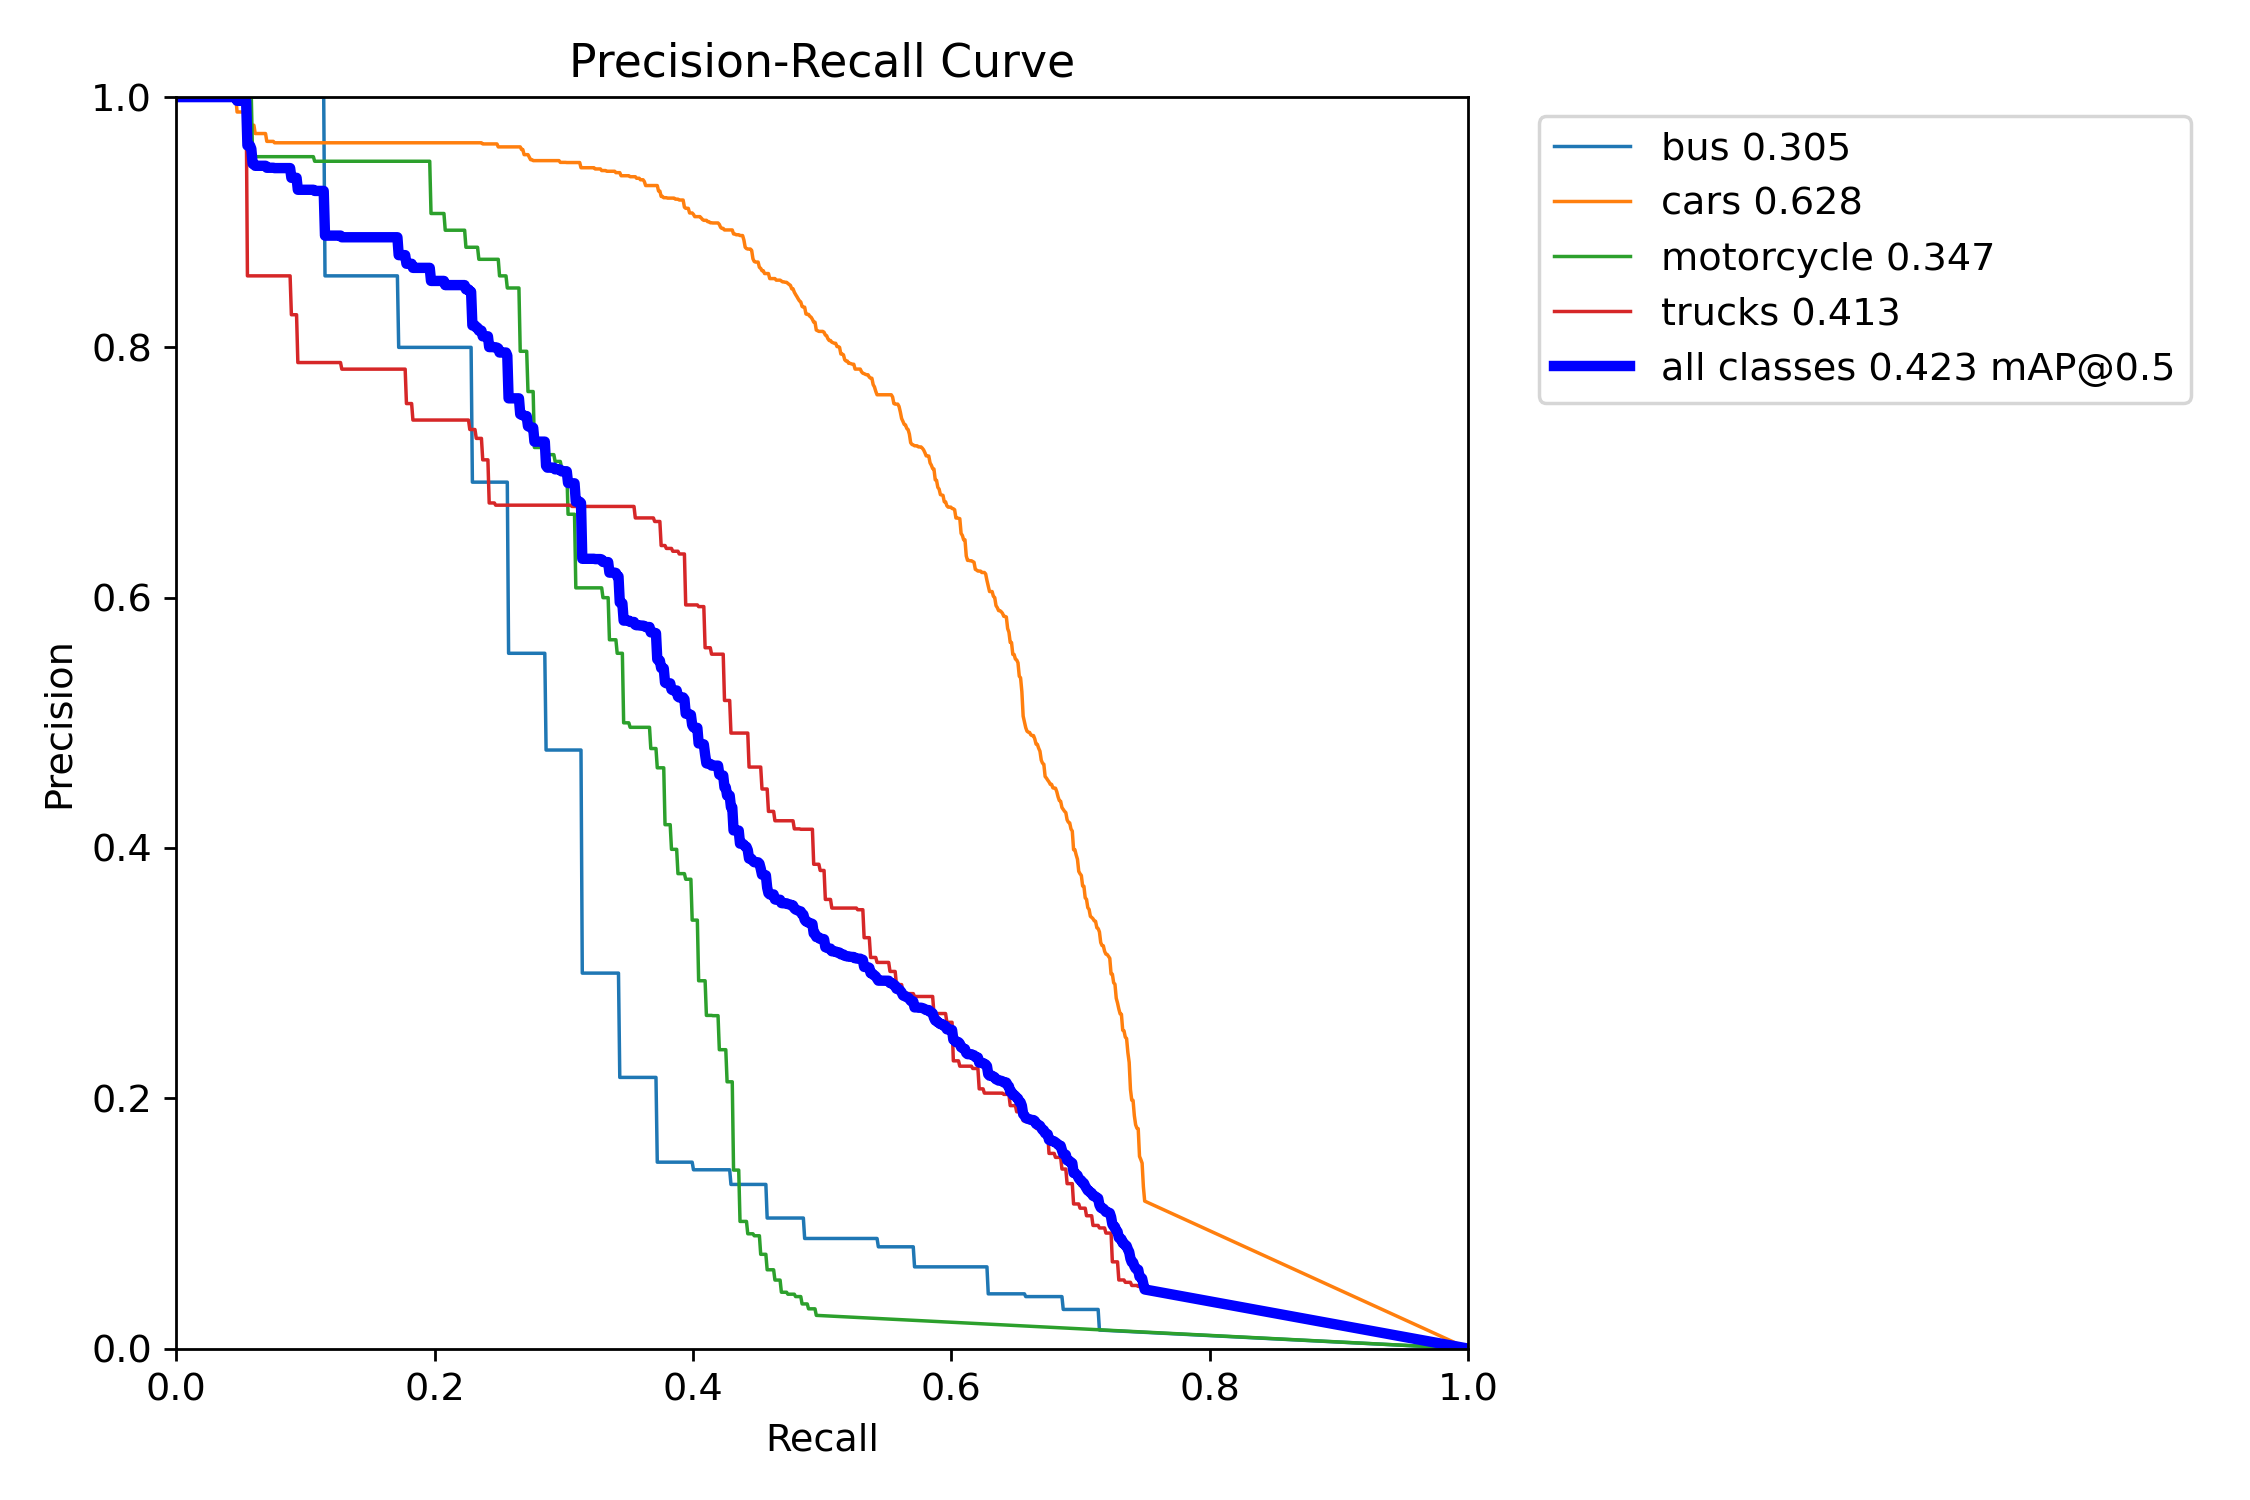 Precision-Recall Curve
1.0
0.8
0.6
0.4
0.2
0.0
Precision
0.0 0.2 0.4 0.6 0.8 1.0
Recall
bus 0.305
cars 0.628
motorcycle 0.347
trucks 0.413
all classes 0.423 mAP@0.5